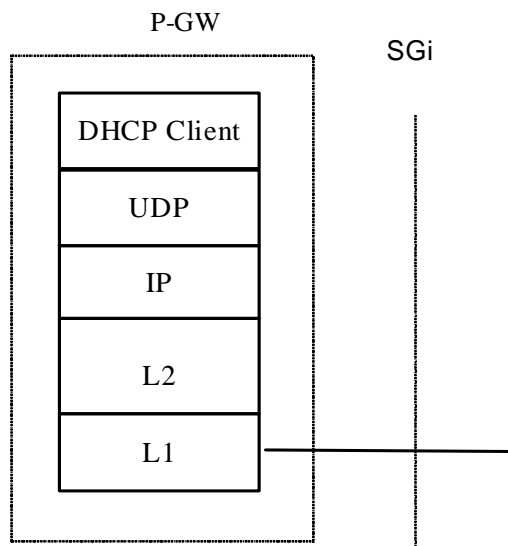 P-GW
SGi
DHCP Client
UDP
IP
L2
L1